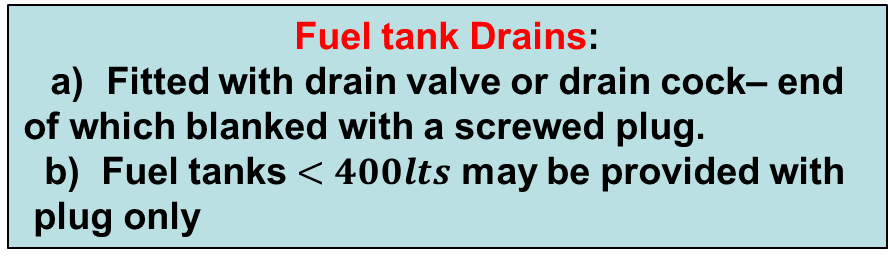 Fuel tank Drains:
a) Fitted with drain valve or drain cock– end
of which blanked with a screwed plug.
b) Fuel tanks < 400lts may be provided with
plug only